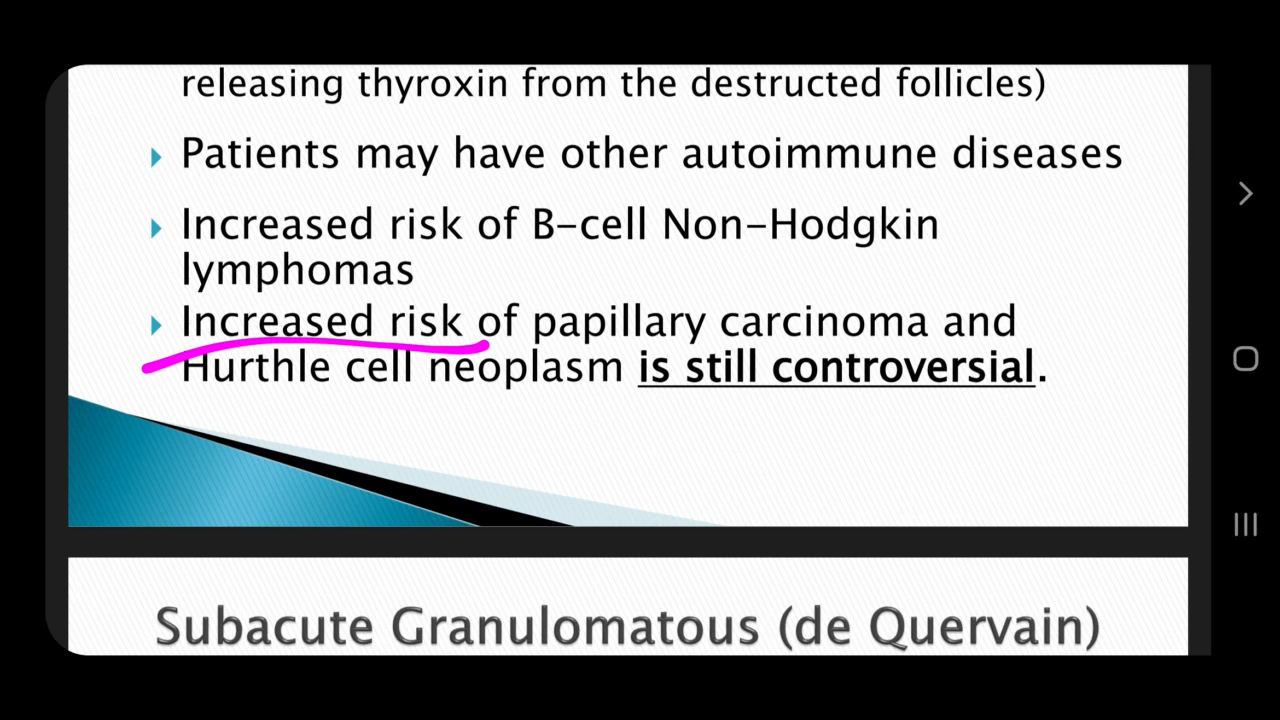 releasing thyroxin from the destructed follicles)
Patients may have other autoimmune diseases
Increased risk of B-cell Non-Hodgkin
lymphomas
Increased risk of papillary carcinoma and
Hurthle cell neoplasm is still controversial.
Subacute Granulomatous (de Quervain)